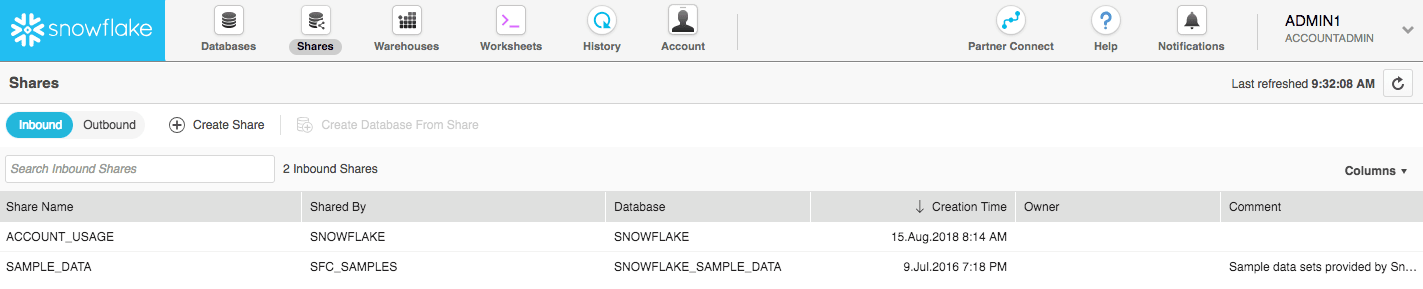 snowflake
Databases Shares Warehouses Worksheets History Account Partner Connect Help Notifications
ADMIN1
ACCOUNTADMIN
Shares Last refreshed 9:32:08 AM
Inbound Outbound Create Share Create Database From Share
Search Inbound Shares 2 Inbound Shares Columns
Share Name Shared By Database Creation Time Owner Comment
ACCOUNT_USAGE SNOWFLAKE SNOWFLAKE 15.Aug.2018 8:14 AM
SAMPLE_DATA SFC_SAMPLES SNOWFLAKE_SAMPLE_DATA 9.Jul.2016 7:18 PM Sample data sets provided by Sn...